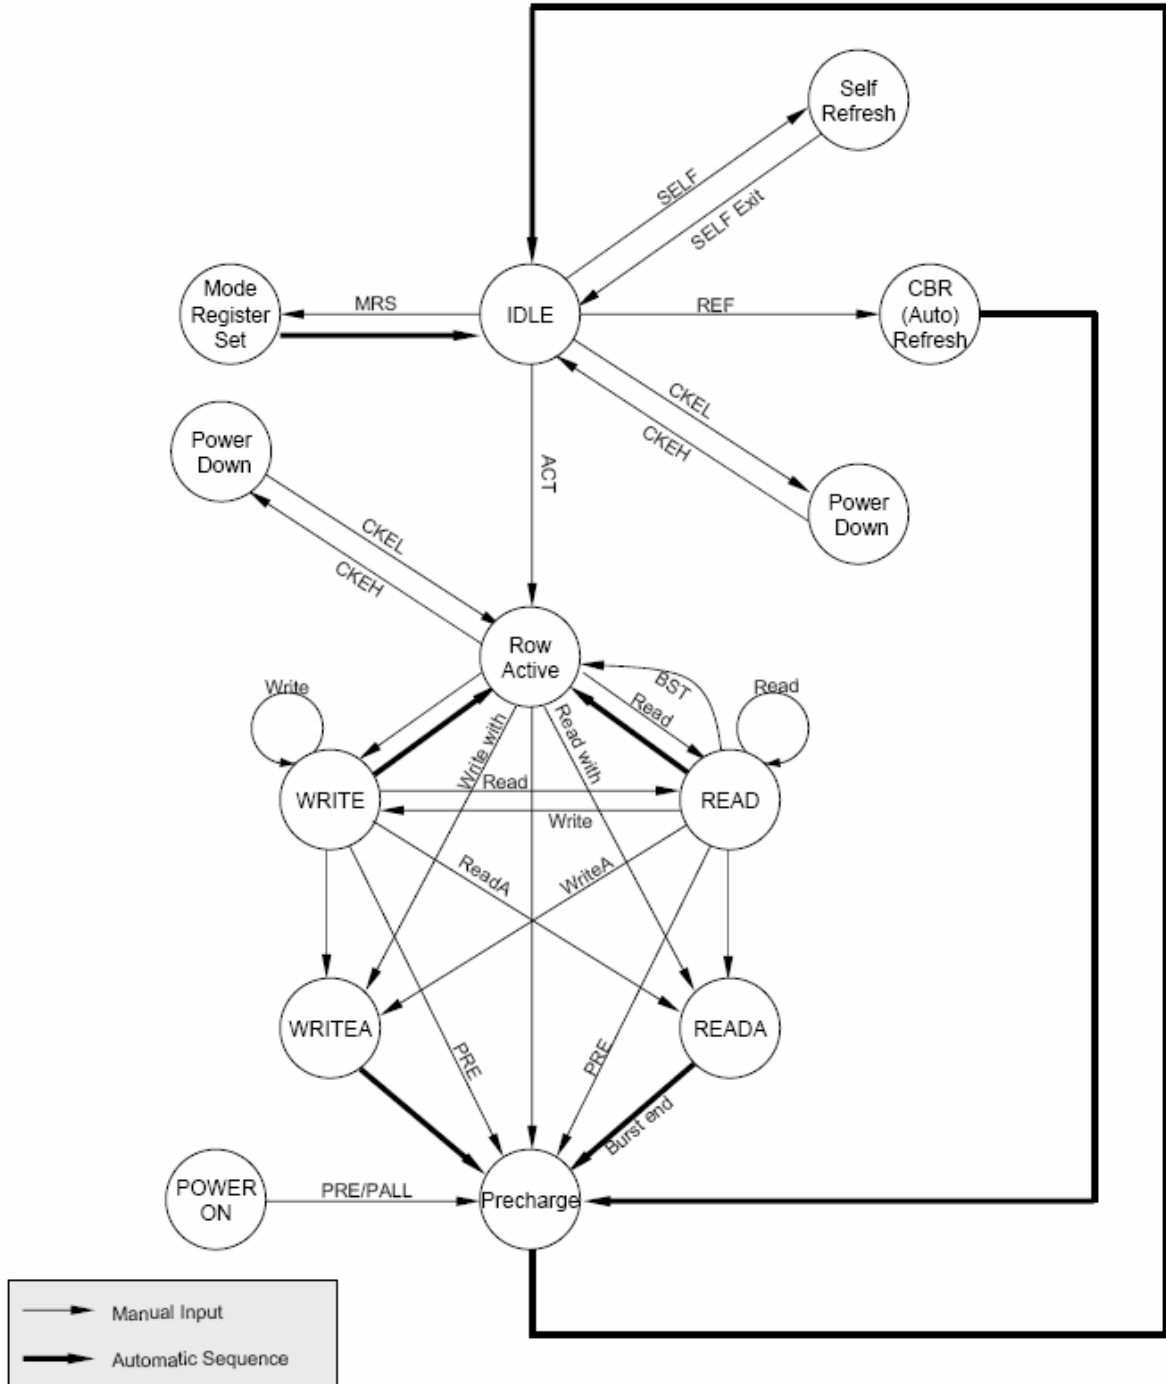 Self
Refresh
SELF
SELF Exit
Mode
Register
Set
MRS
IDLE
REF
CBR
(Auto)
Refresh
Power
Down
CKEL
CKEH
ACT
CKEL
CKEH
Power
Down
Row
Active
Write
BST
Read
Read
Write with
Read with
WRITE
Read
Write
READ
ReadA
WriteA
WRITEA
READA
PRE
PRE
Burst end
POWER
ON
PRE/PALL
Precharge
Manual Input
Automatic Sequence